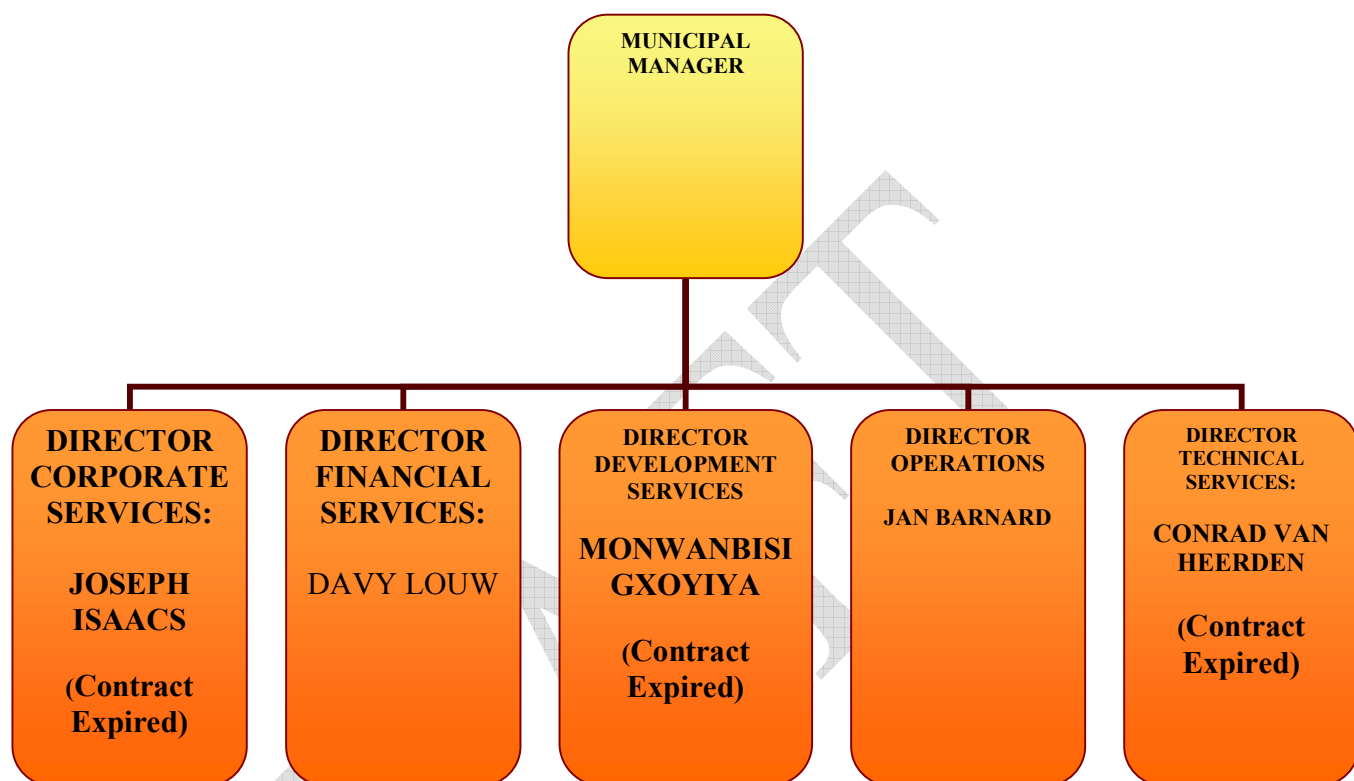 MUNICIPAL
MANAGER
DIRECTOR
CORPORATE
SERVICES:
JOSEPH
ISAACS
(Contract
Expired)
DIRECTOR
FINANCIAL
SERVICES:
DAVY LOUW
DIRECTOR
DEVELOPMENT
SERVICES
MONWANBISI
GXOYIYA
(Contract
Expired)
DIRECTOR
OPERATIONS
JAN BARNARD
DIRECTOR
TECHNICAL
SERVICES:
CONRAD VAN
HEERDEN
(Contract
Expired)